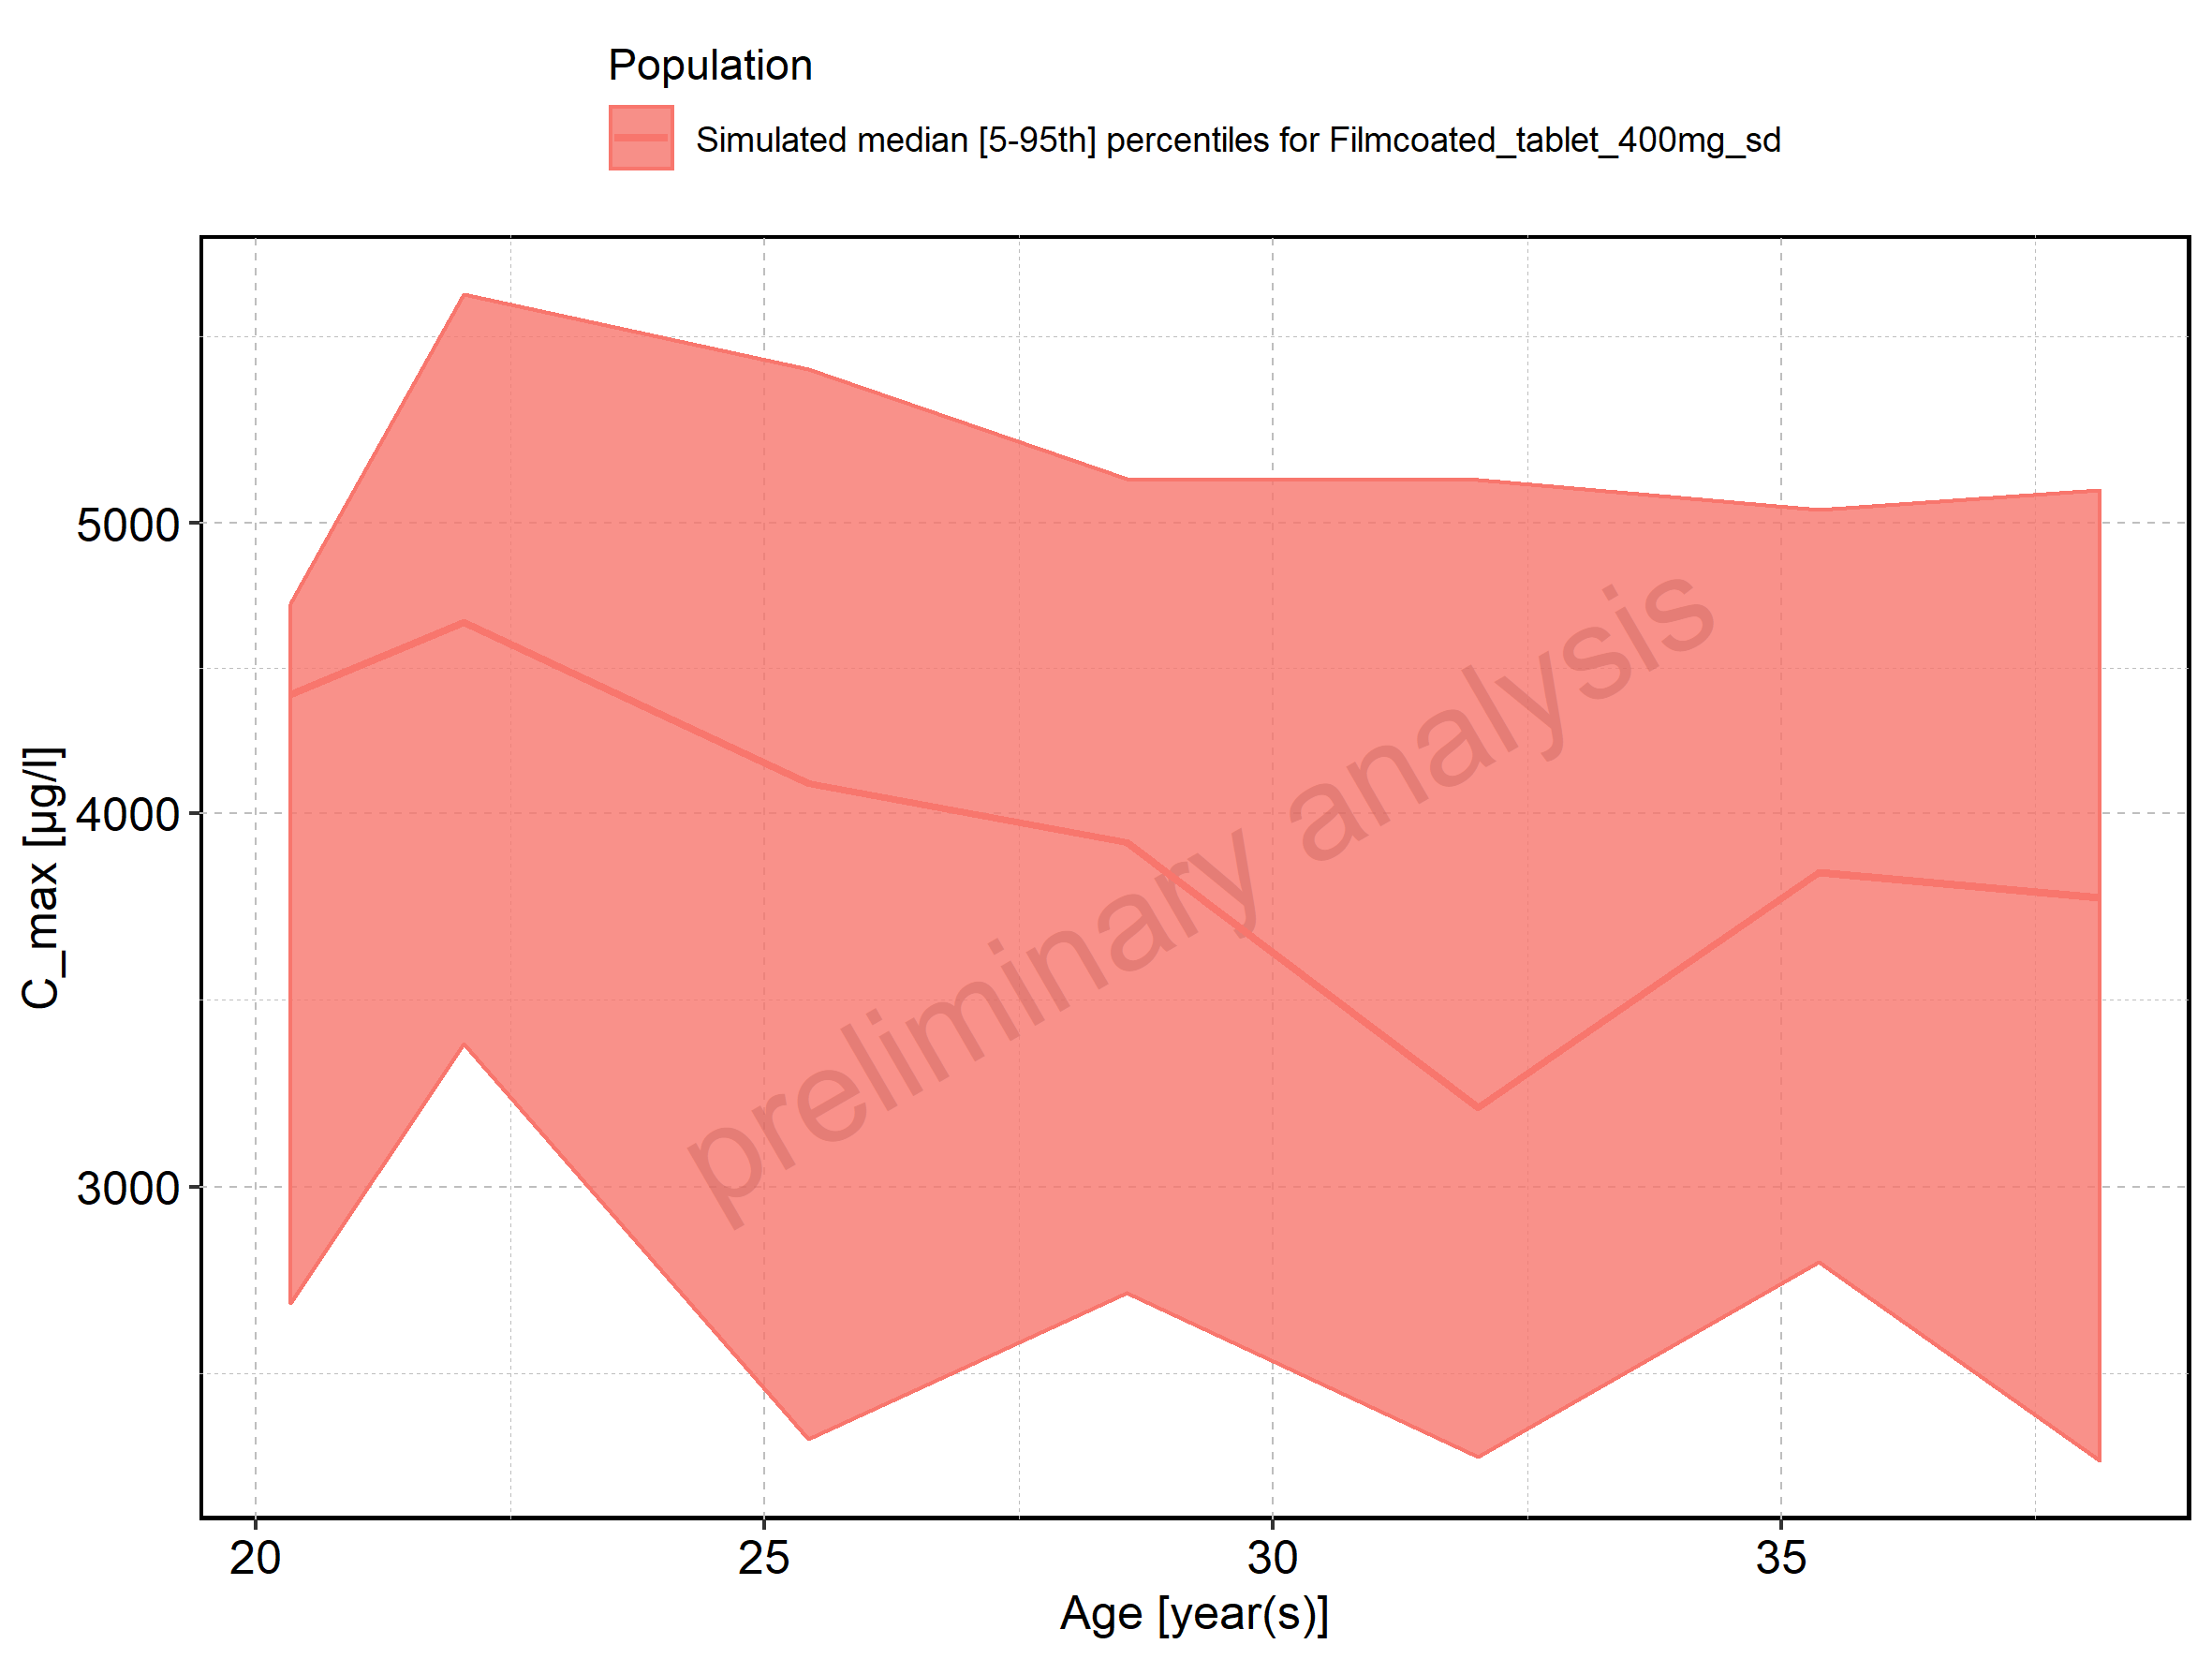 Population
Simulated median [5-95th] percentiles for Filmcoated_tablet_400mg_sd
5000
4000
3000
C_max [µg/l]
preliminary analysis
20 25 30 35
Age [year(s)]